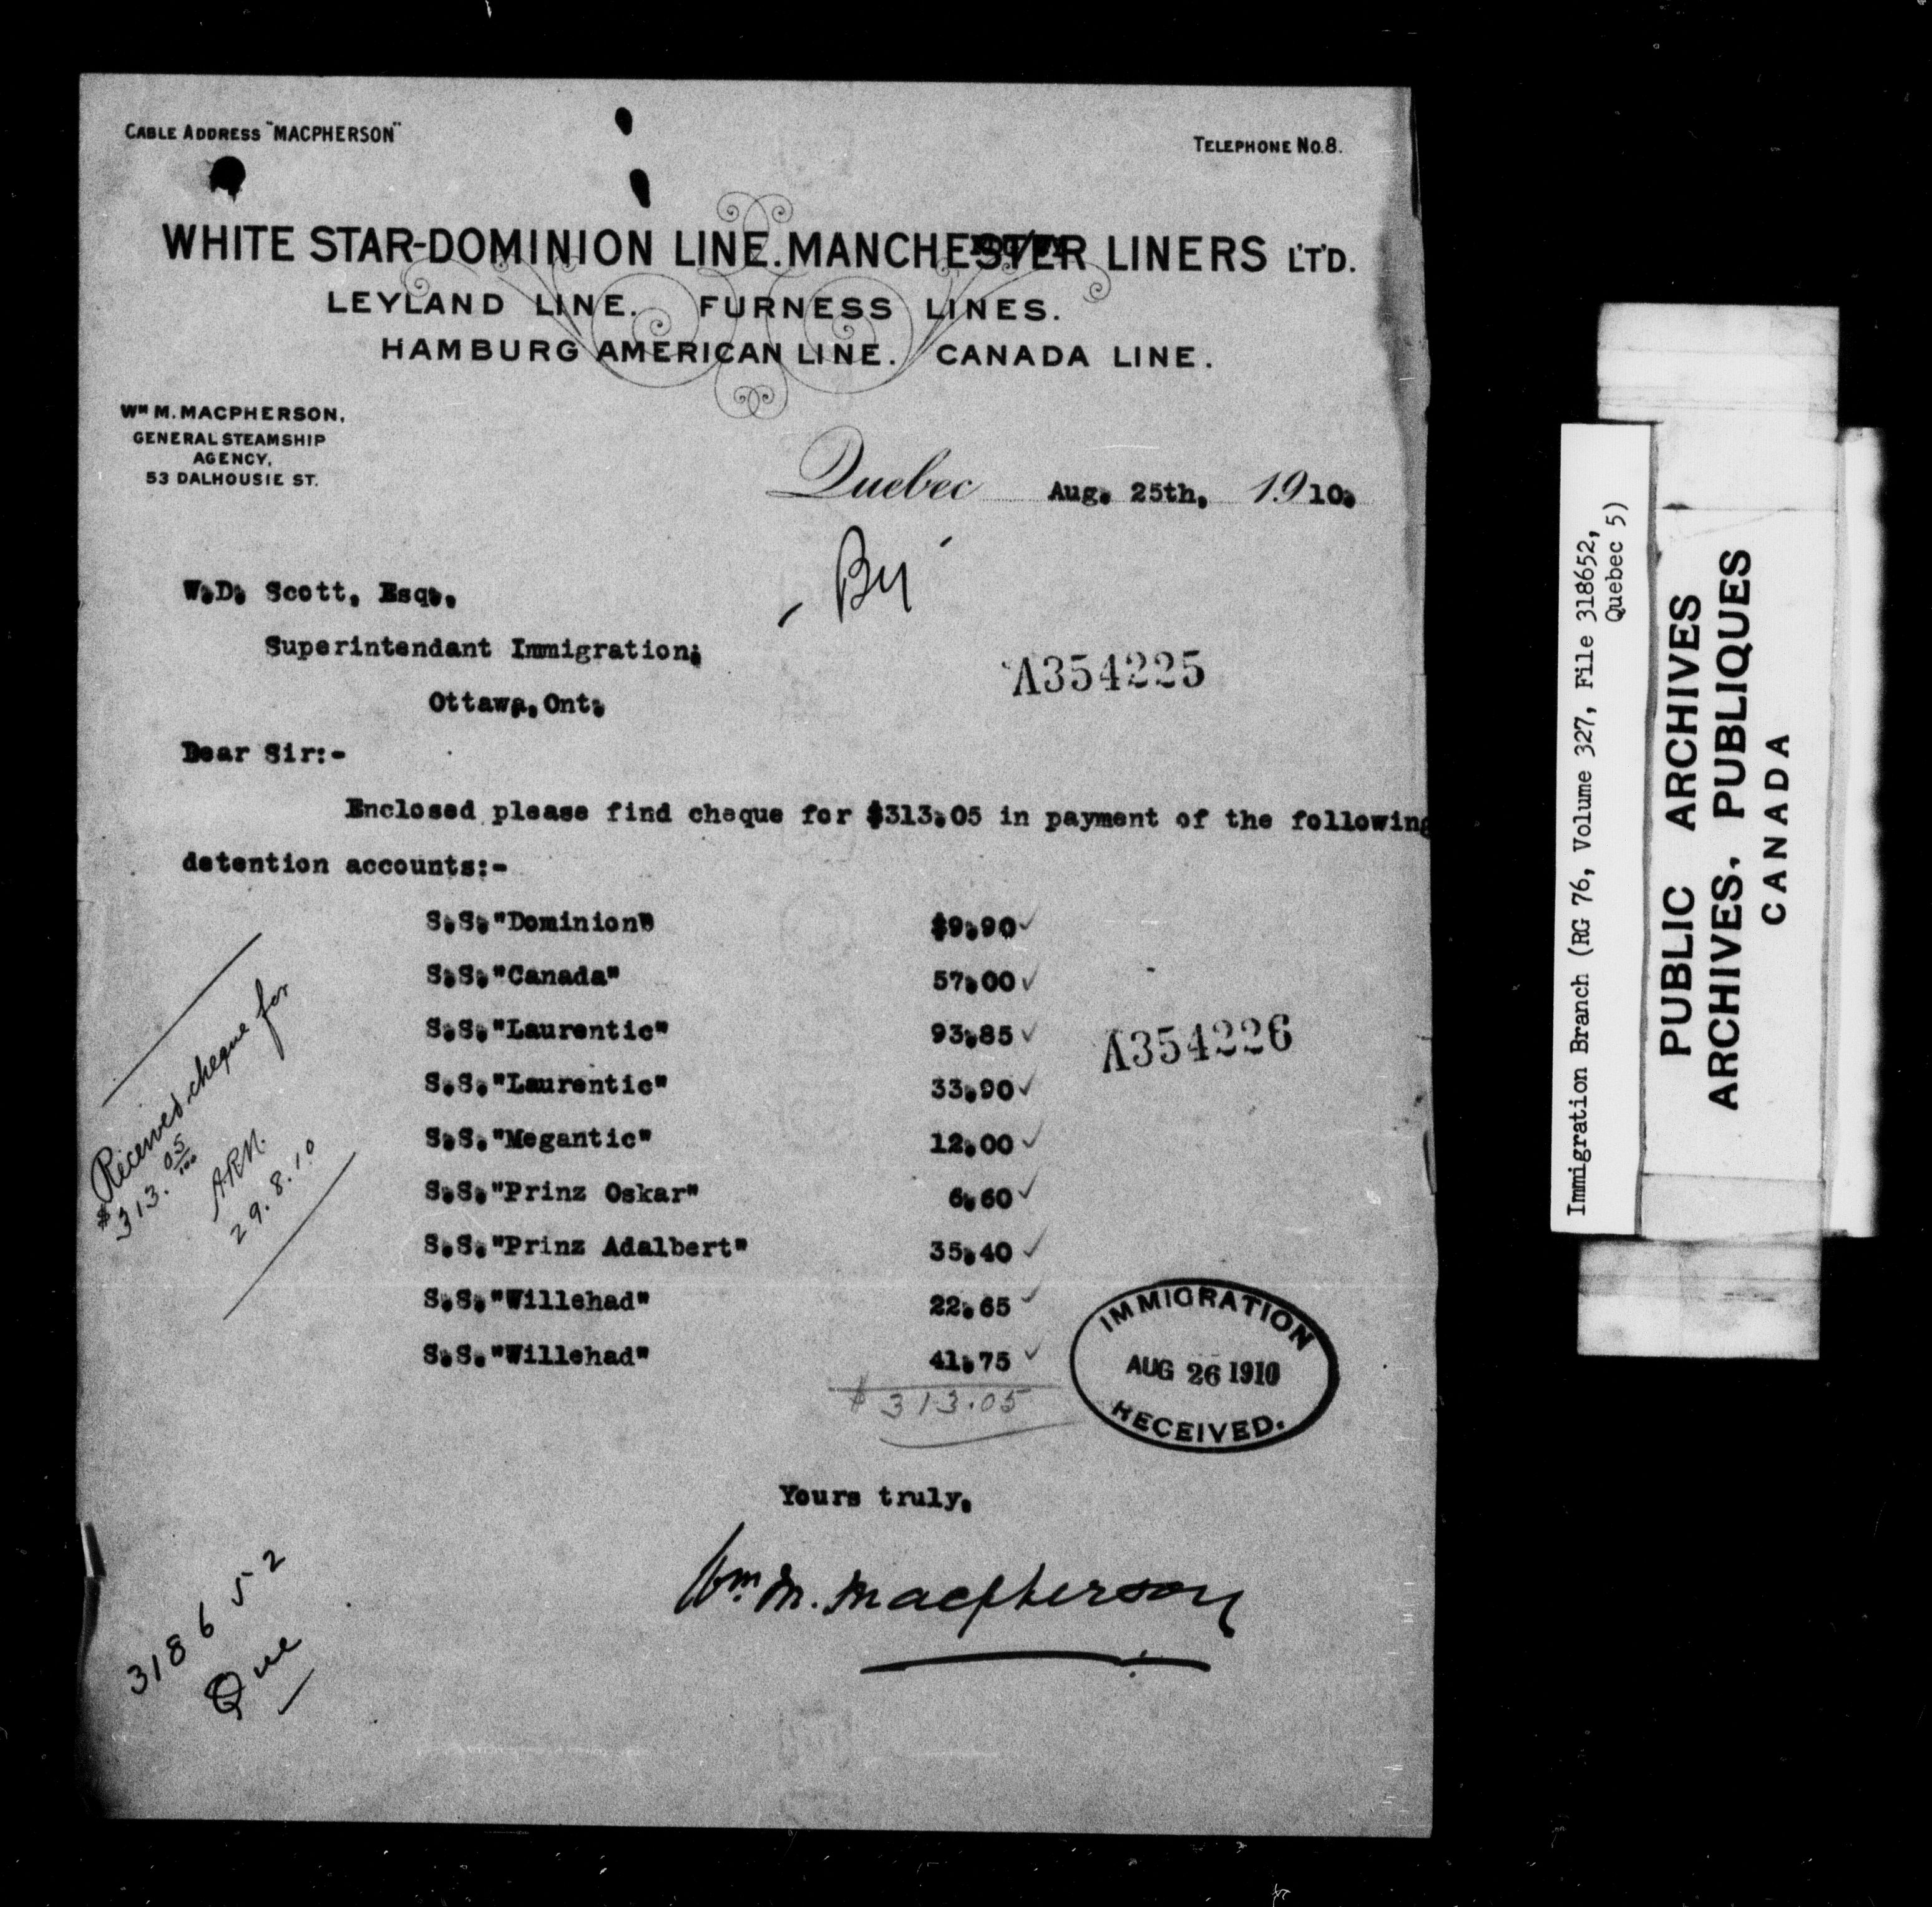 CABLE ADDRESS "MACPHERSON"
TELEPHONE No. 8.
WHITE STAR-DOMINION LINE. MANCHESTER LINERS L'T'D.
LEYLAND LINE. FURNESS LINES.
HAMBURG AMERICAN LINE. CANADA LINE.
Wm M. MACPHERSON,
GENERAL STEAMSHIP
AGENCY,
53 DALHOUSIE ST.
Quebec Aug. 25th, 1910.
W.D. Scott, Esq.,
Superintendant Immigration;
A354225
Ottawa, Ont.
Dear Sir:-
Enclosed please find cheque for $313.05 in payment of the following
detention accounts:-
S.S. "Dominion" $9.90 ✓
S.S. "Canada" 57.00 ✓
S.S. "Laurentic" 93.85 ✓
A354226
S.S. "Laurentic" 33.90 ✓
S.S. "Megantic" 12.00 ✓
S.S. "Prinz Oskar" 6.60 ✓
S.S. "Prinz Adalbert" 35.40 ✓
S.S. "Willehad" 22.65 ✓
S.S. "Willehad" 41.75 ✓
$ 313.05
Received cheque for
$313. 05/100
29.8.10
IMMIGRATION
AUG 26 1910
RECEIVED.
Yours truly,
Wm. M. Macpherson
318652
Que
Immigration Branch (RG 76, Volume 327, File 318652,
Quebec 5)
PUBLIC ARCHIVES
ARCHIVES. PUBLIQUES
CANADA